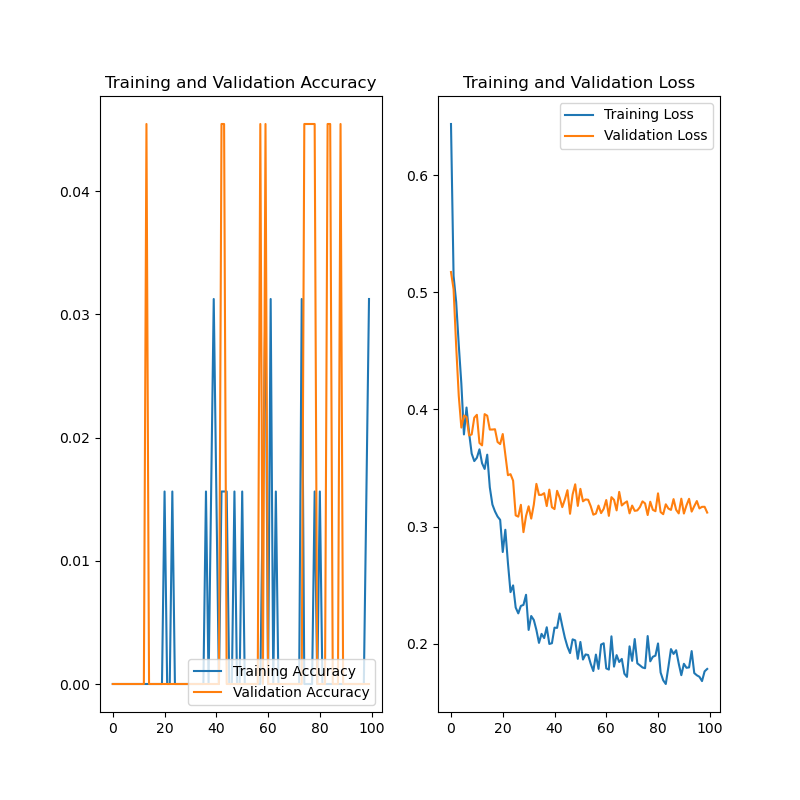 Training and Validation Accuracy
0.04
0.03
0.02
0.01
0.00
Training Accuracy
Validation Accuracy
0 20 40 60 80 100
Training and Validation Loss
Training Loss
Validation Loss
0.6
0.5
0.4
0.3
0.2
0 20 40 60 80 100